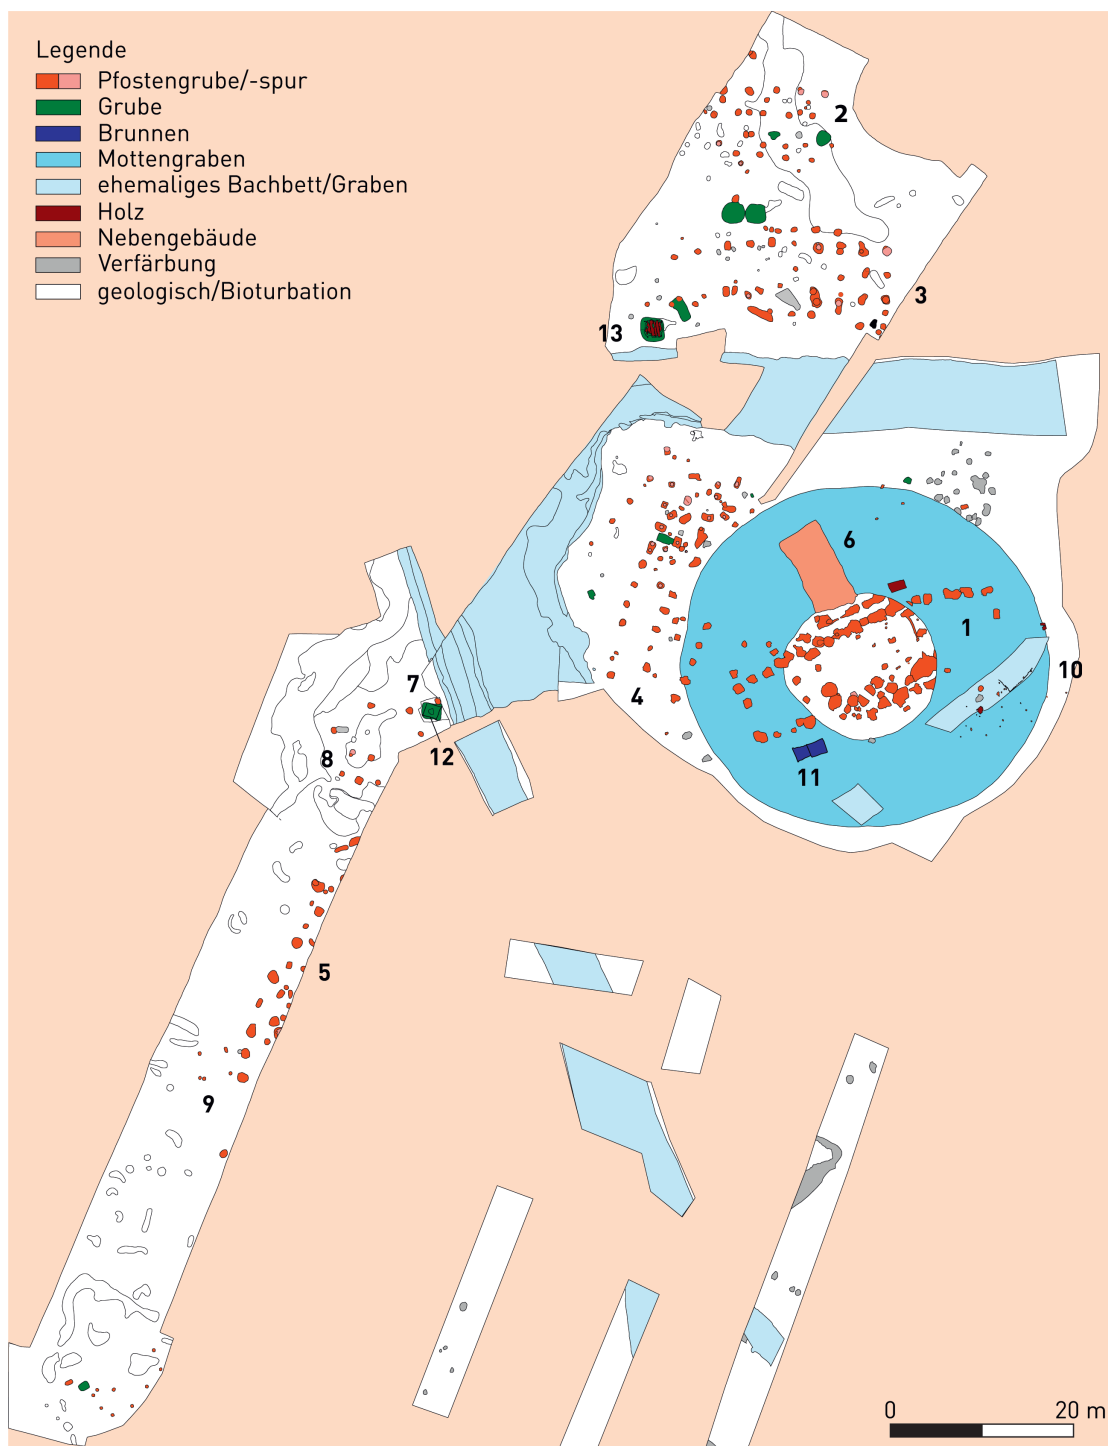 Legende
Pfostengrube/-spur
Grube
Brunnen
Mottengraben
ehemaliges Bachbett/Graben
Holz
Nebengebäude
Verfärbung
geologisch/Bioturbation
2
3
13
6
1
10
7
4
8
12
11
5
9
0 20 m